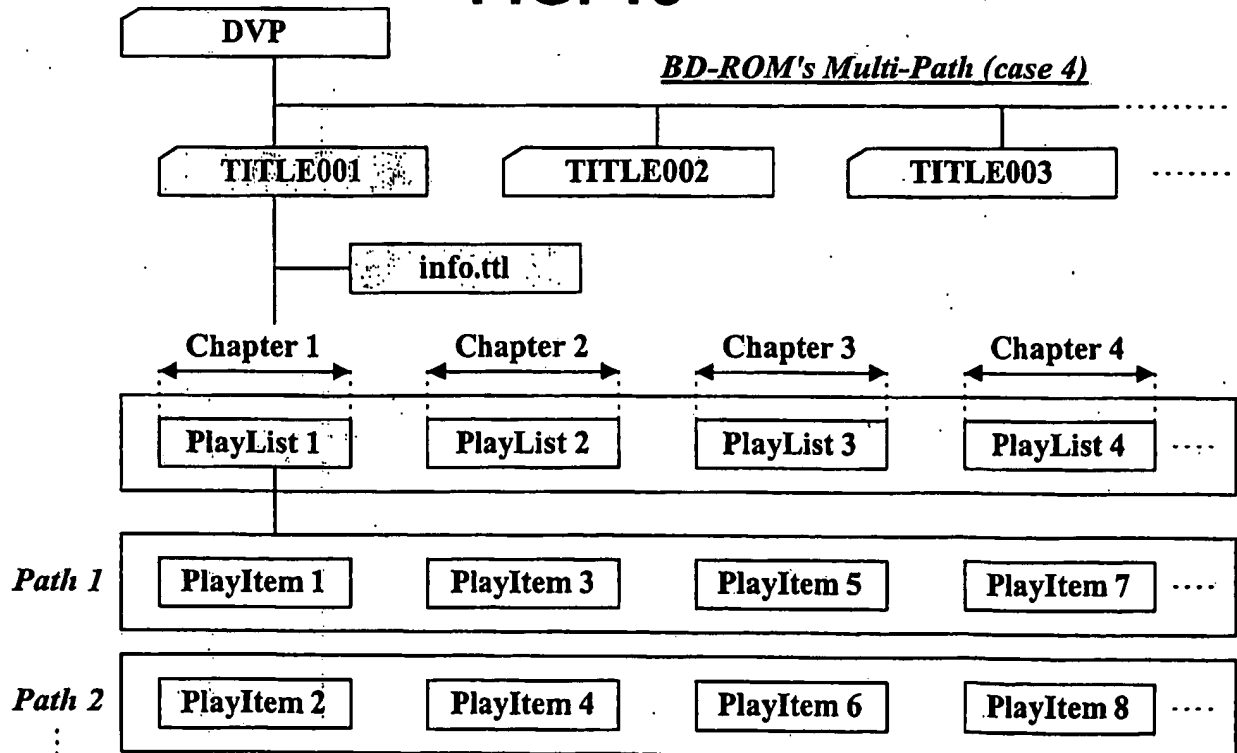 DVP
BD-ROM's Multi-Path (case 4)
TITLE001 TITLE002 TITLE003
info.ttl
Chapter 1 Chapter 2 Chapter 3 Chapter 4
PlayList 1 PlayList 2 PlayList 3 PlayList 4
Path 1 PlayItem 1 PlayItem 3 PlayItem 5 PlayItem 7
Path 2 PlayItem 2 PlayItem 4 PlayItem 6 PlayItem 8